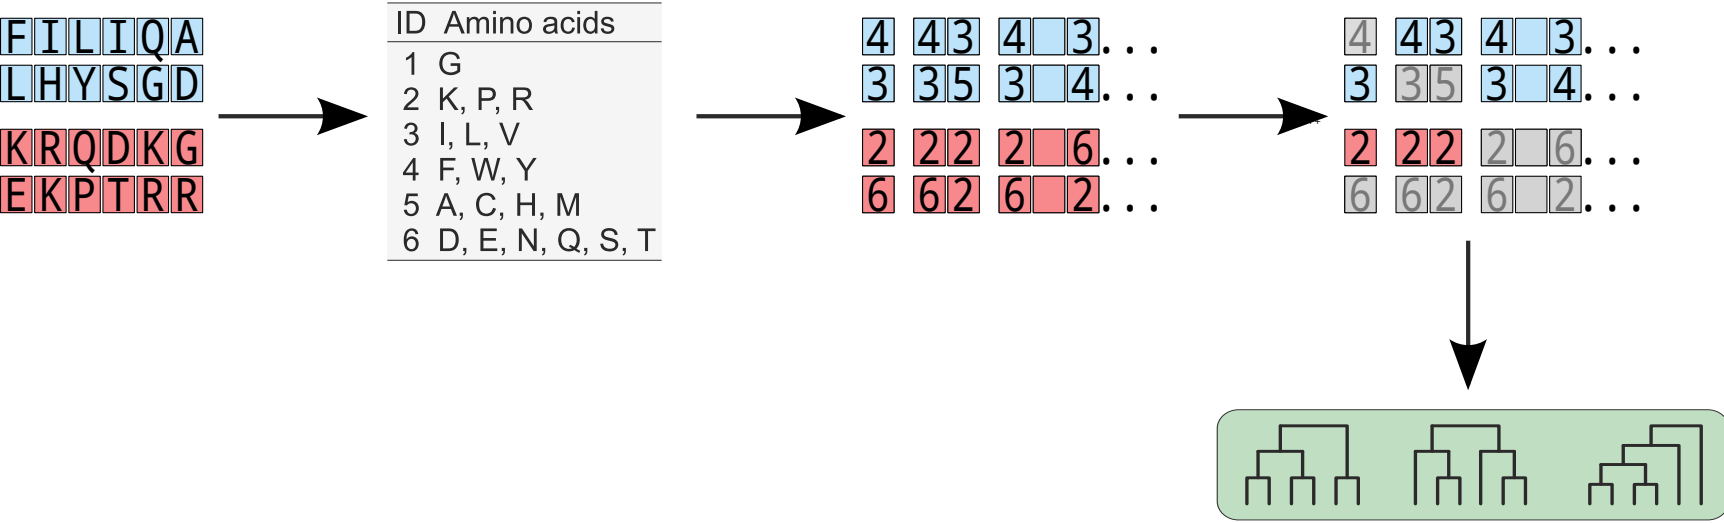 FILIQA
LHYSGD
KRQDKG
EKPTRR
ID Amino acids
1 G
2 K, P, R
3 I, L, V
4 F, W, Y
5 A, C, H, M
6 D, E, N, Q, S, T
4 43 4 3...
3 35 3 4...
2 22 2 6...
6 62 6 2...
4 43 4 3...
3 35 3 4...
2 22 2 6...
6 62 6 2...